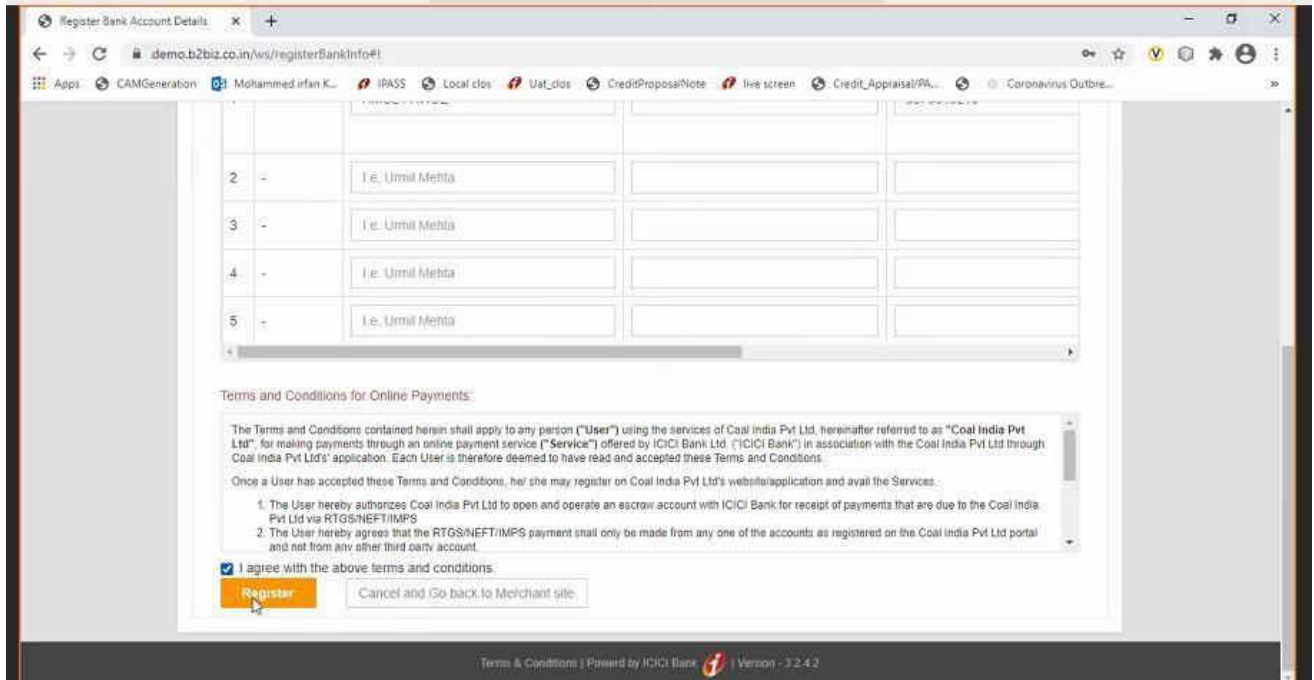 Register Bank Account Details
demo.b2biz.co.in/ws/registerBankInfo#!
Apps CAMGeneration Mohammed irfan K... IPASS Local clos Uat_clos CreditProposalNote live screen Credit_Appraisal/PA... Coronavirus Outbre...
2 - I.e. Urmil Mehta
3 - I.e. Urmil Mehta
4 - I.e. Urmil Mehta
5 - I.e. Urmil Mehta
Terms and Conditions for Online Payments:
The Terms and Conditions contained herein shall apply to any person ("User") using the services of Coal India Pvt Ltd, hereinafter referred to as "Coal India Pvt
Ltd", for making payments through an online payment service ("Service") offered by ICICI Bank Ltd. ("ICICI Bank") in association with the Coal India Pvt Ltd through
Coal India Pvt Ltd's' application. Each User is therefore deemed to have read and accepted these Terms and Conditions.
Once a User has accepted these Terms and Conditions, he/ she may register on Coal India Pvt Ltd's website/application and avail the Services.
1. The User hereby authorizes Coal India Pvt Ltd to open and operate an escrow account with ICICI Bank for receipt of payments that are due to the Coal India
Pvt Ltd via RTGS/NEFT/IMPS
2. The User hereby agrees that the RTGS/NEFT/IMPS payment shall only be made from any one of the accounts as registered on the Coal India Pvt Ltd portal
and not from any other third party account.
I agree with the above terms and conditions.
Register Cancel and Go back to Merchant site.
Terms & Conditions | Powerd by ICICI Bank | Version - 3.2.4.2